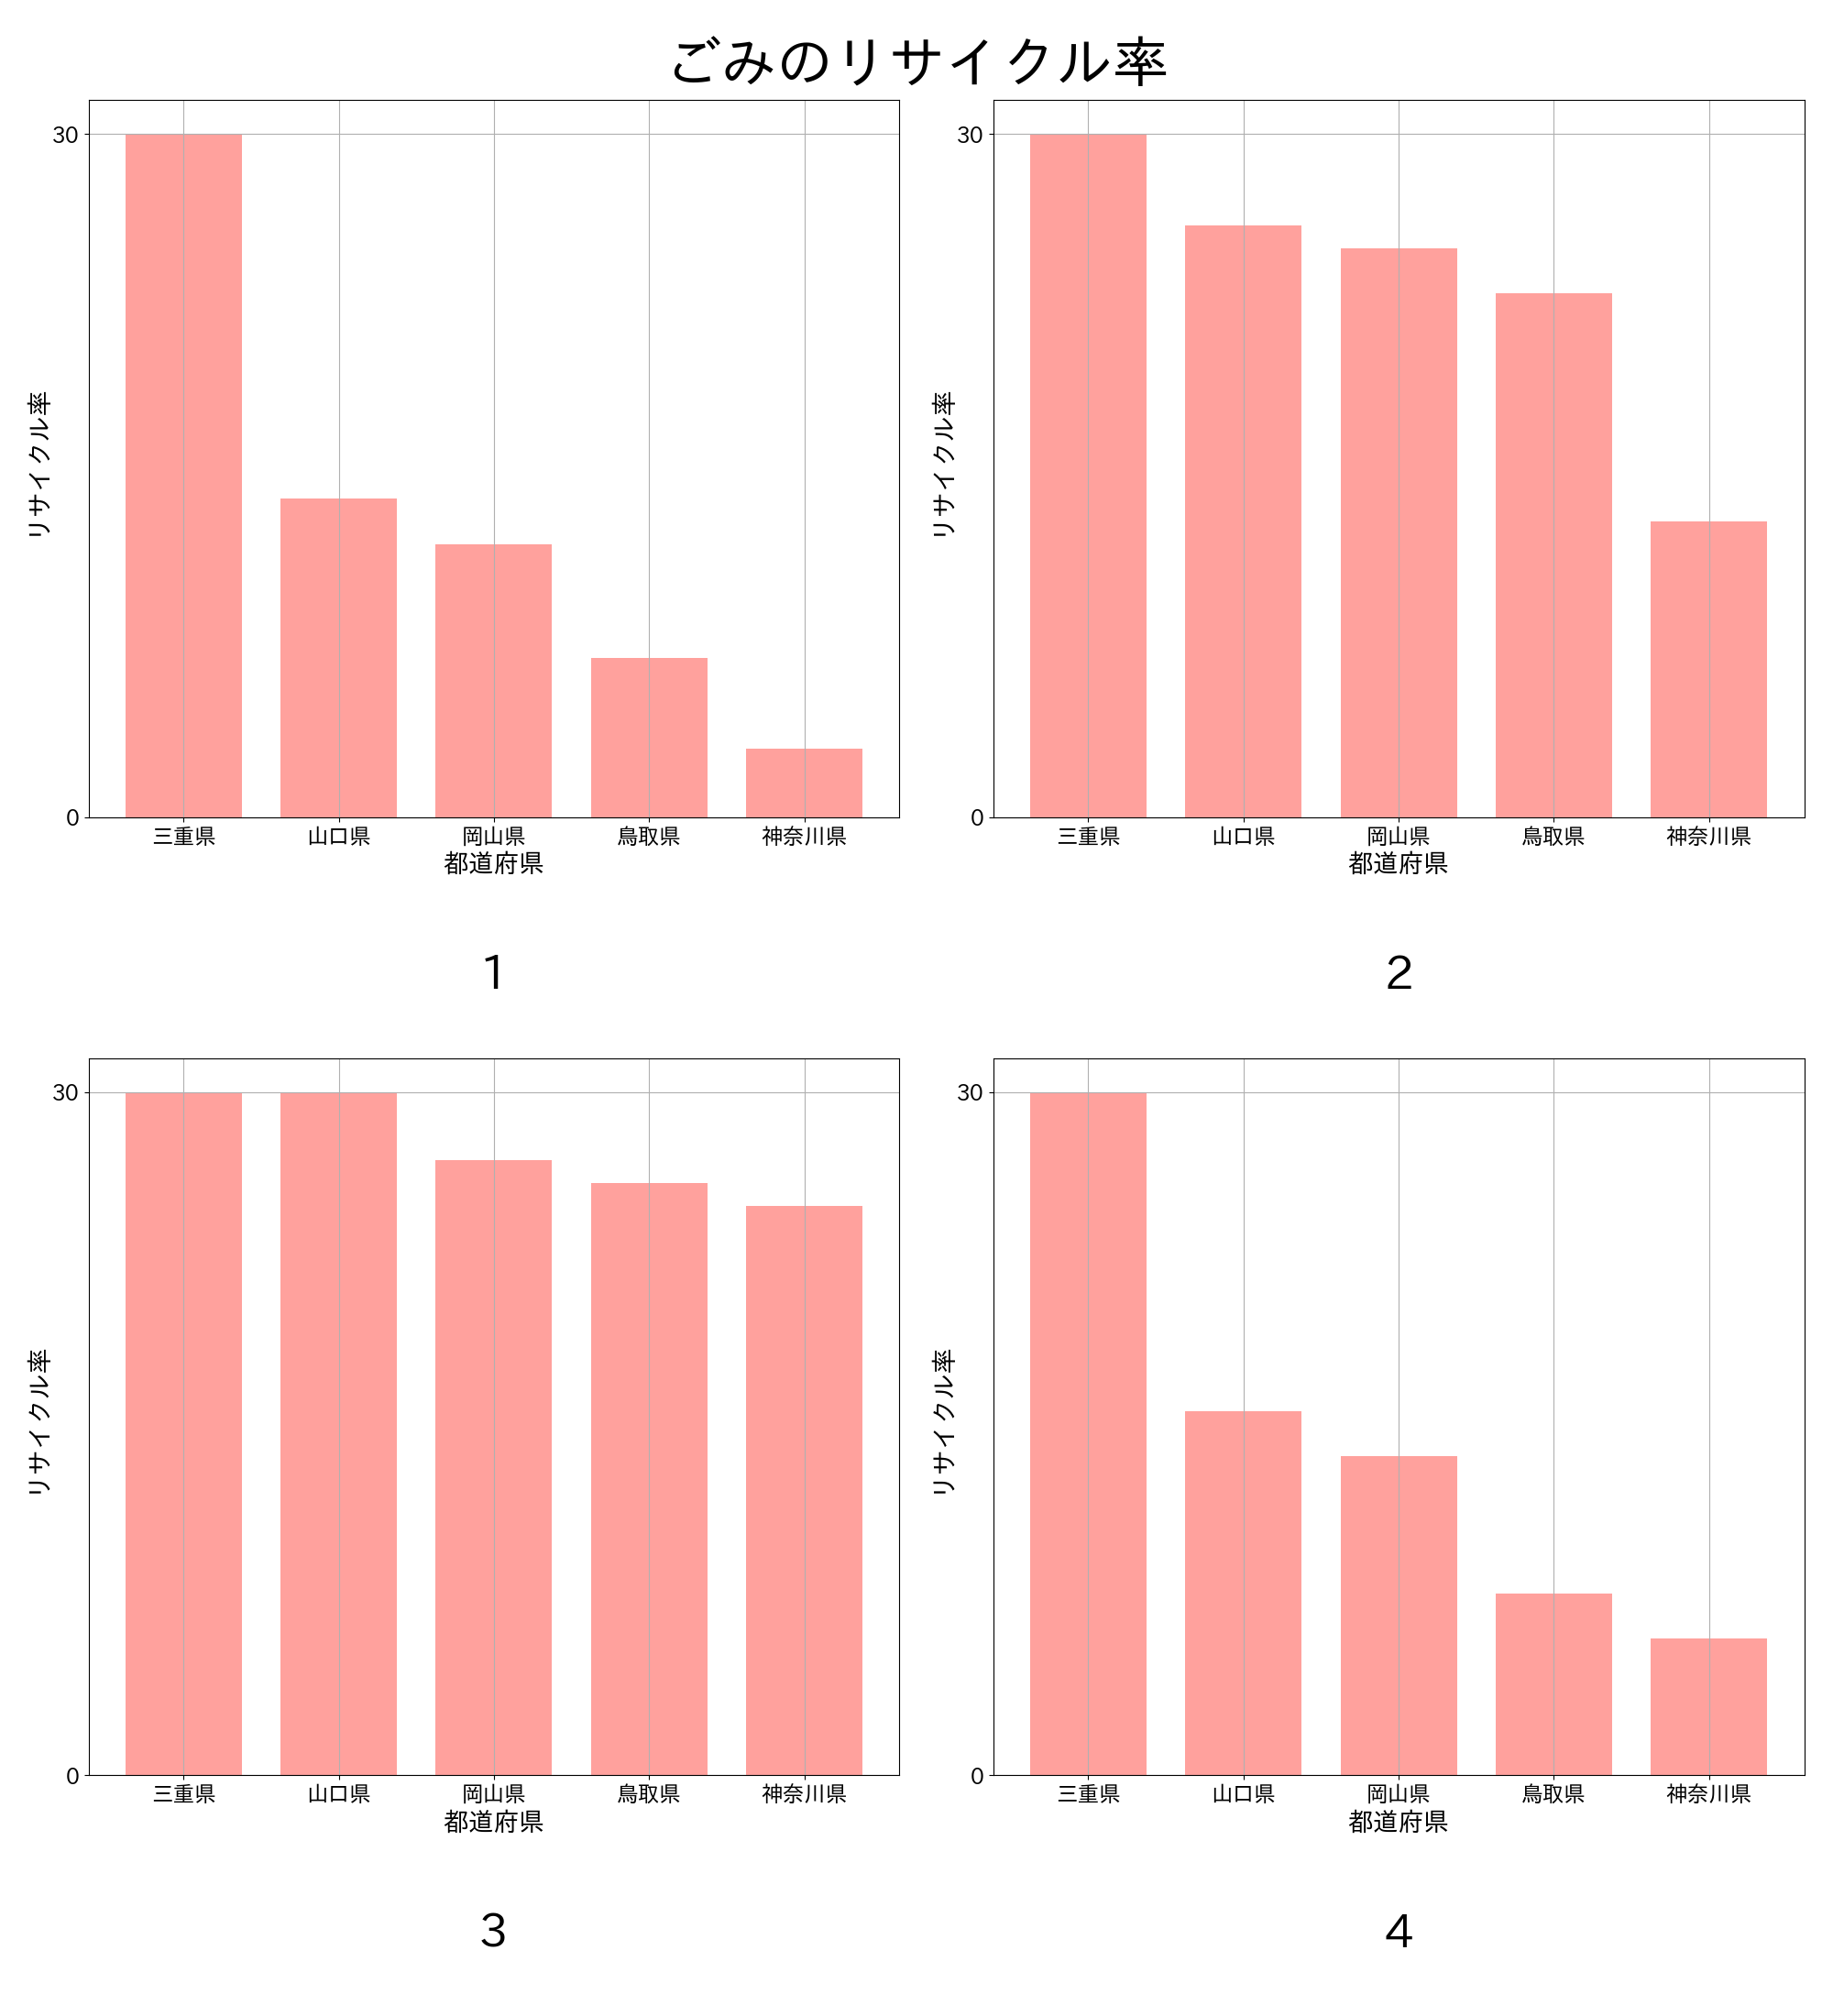 ごみのリサイクル率
30
0
リサイクル率
三重県 山口県 岡山県 鳥取県 神奈川県
都道府県
1
30
0
リサイクル率
三重県 山口県 岡山県 鳥取県 神奈川県
都道府県
2
30
0
リサイクル率
三重県 山口県 岡山県 鳥取県 神奈川県
都道府県
3
30
0
リサイクル率
三重県 山口県 岡山県 鳥取県 神奈川県
都道府県
4